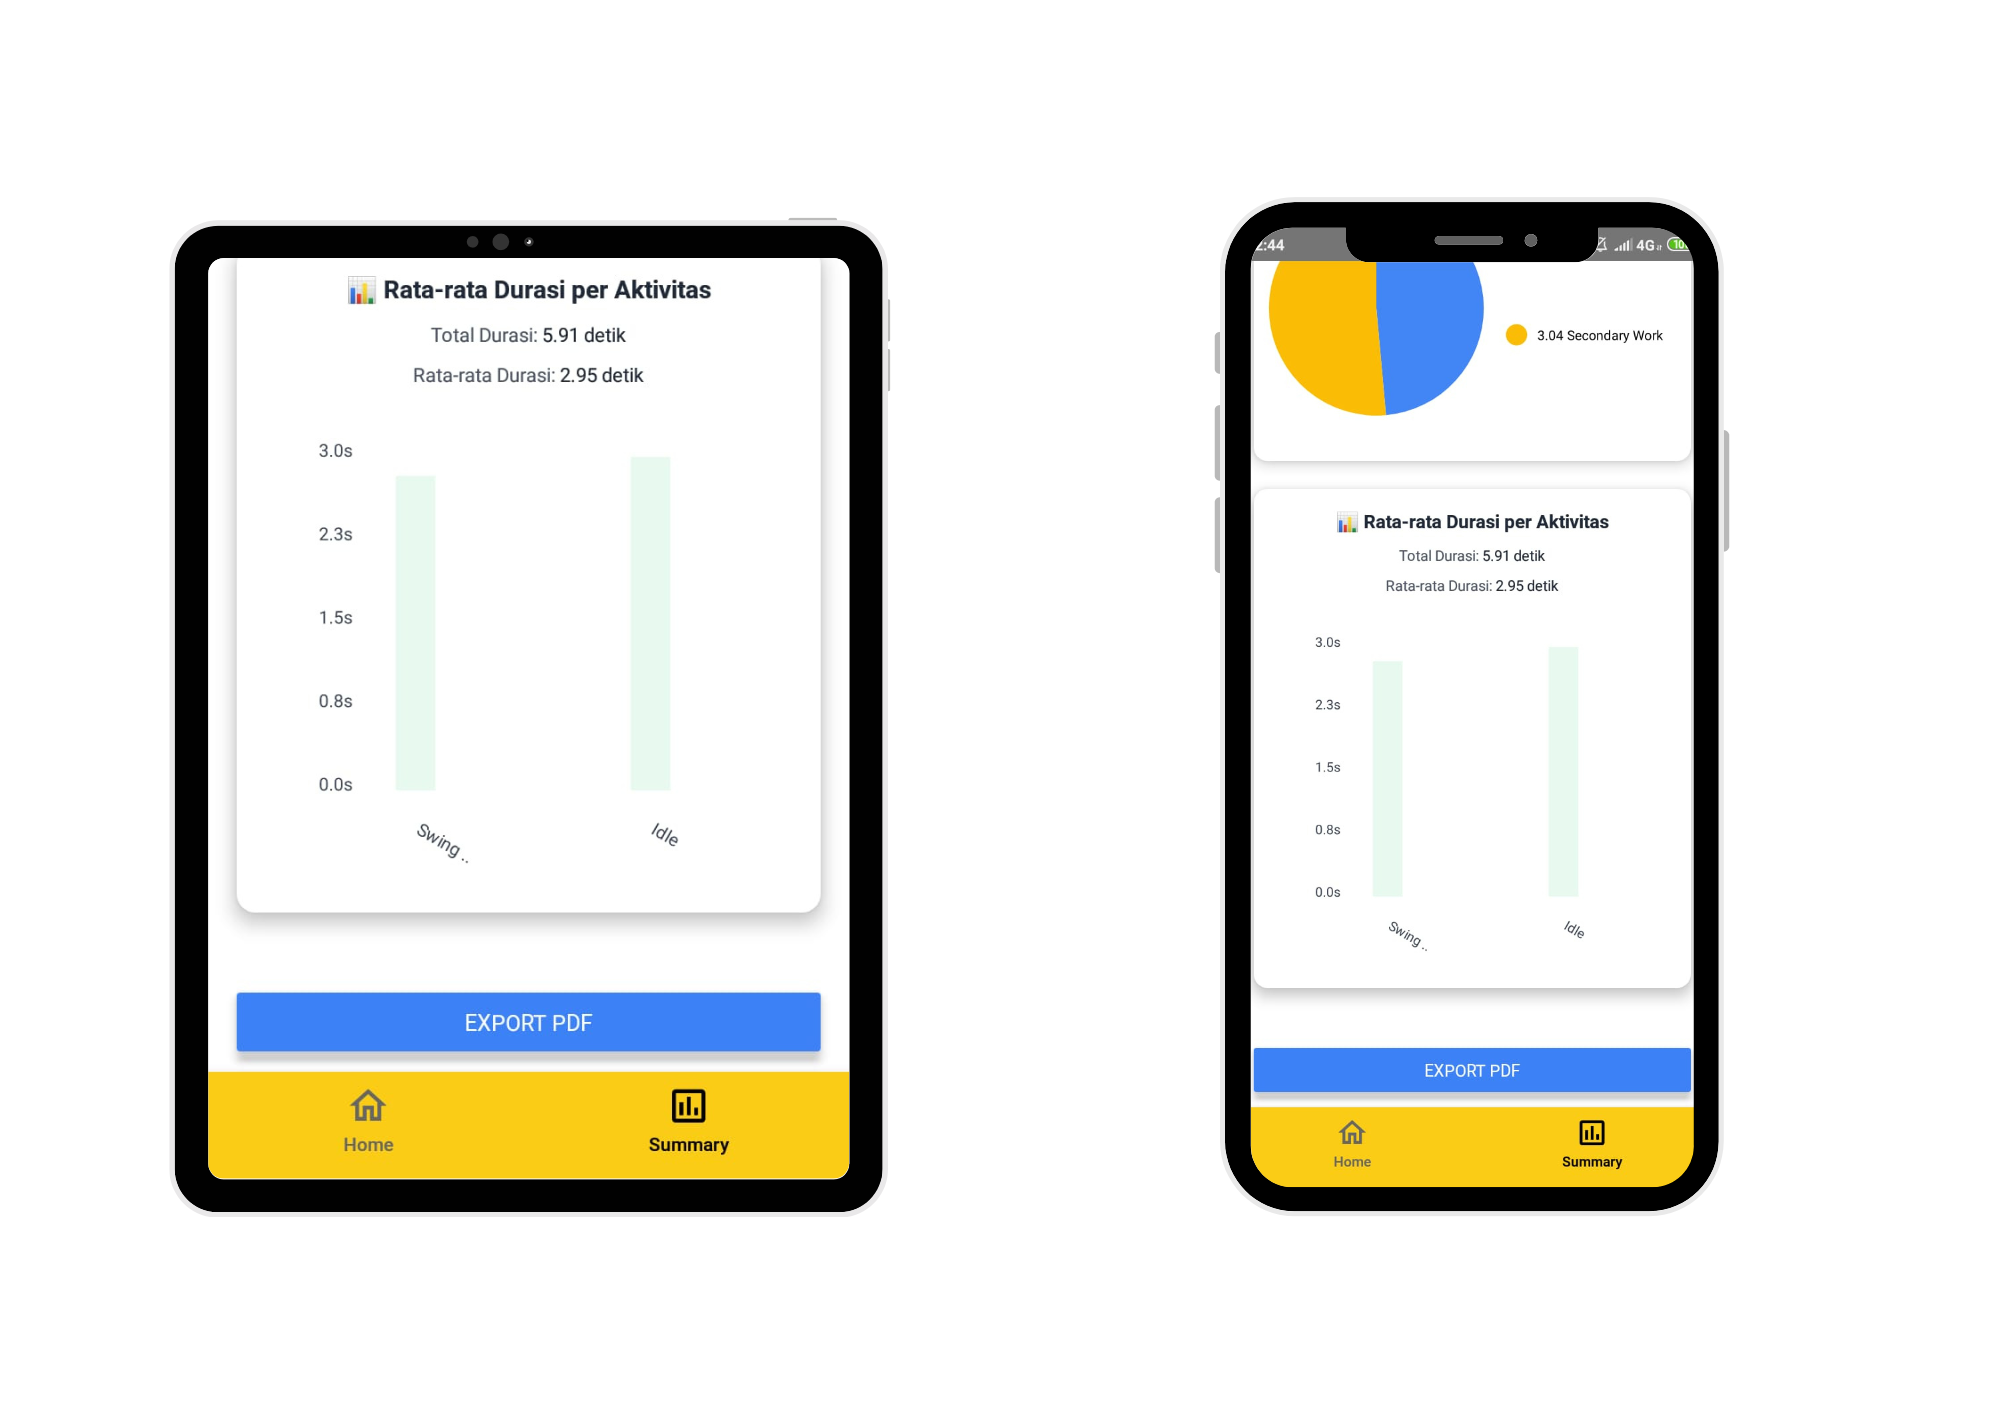 Rata-rata Durasi per Aktivitas
Total Durasi: 5.91 detik
Rata-rata Durasi: 2.95 detik
3.0s
2.3s
1.5s
0.8s
0.0s
Swing ..
Idle
EXPORT PDF
Home
Summary
:44
4G
10
3.04 Secondary Work
Rata-rata Durasi per Aktivitas
Total Durasi: 5.91 detik
Rata-rata Durasi: 2.95 detik
3.0s
2.3s
1.5s
0.8s
0.0s
Swing ..
Idle
EXPORT PDF
Home
Summary